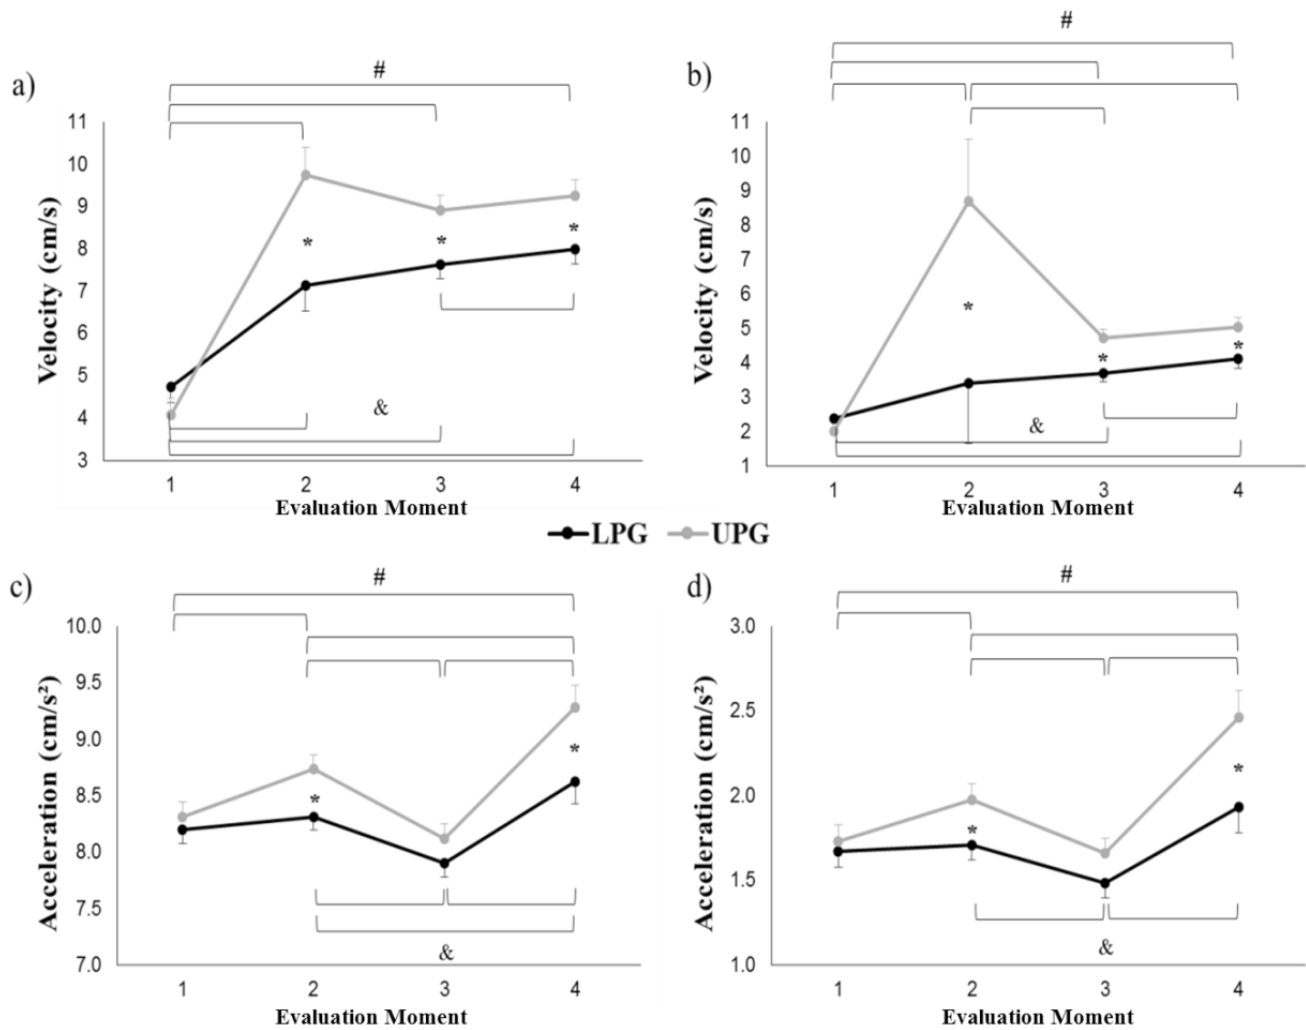 #
a)
11
10
9
8
7
6
5
4
3
Velocity (cm/s)
*
*
*
&
1 2 3 4
Evaluation Moment
#
b)
11
10
9
8
7
6
5
4
3
2
1
Velocity (cm/s)
*
*
*
&
1 2 3 4
Evaluation Moment
LPG UPG
#
c)
10.0
9.5
9.0
8.5
8.0
7.5
7.0
Acceleration (cm/s²)
*
*
&
1 2 3 4
Evaluation Moment
#
d)
3.0
2.5
2.0
1.5
1.0
Acceleration (cm/s²)
*
*
&
1 2 3 4
Evaluation Moment